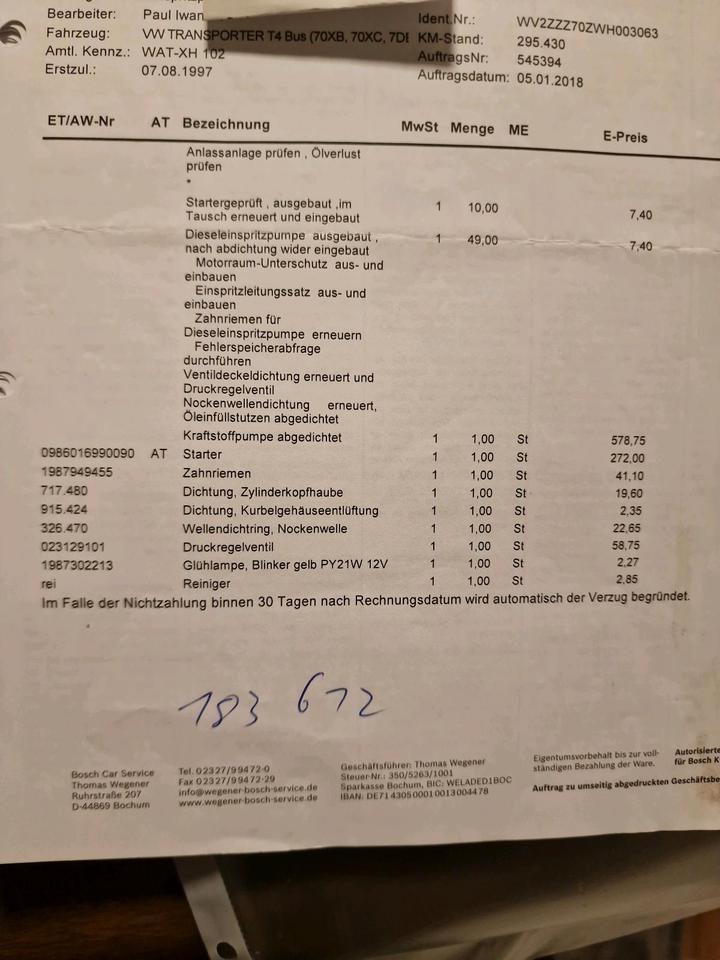 Bearbeiter: Paul Iwan
Ident.Nr.: WV2ZZZ70ZWH003063
Fahrzeug: VW TRANSPORTER T4 Bus (70XB, 70XC, 7DB
KM-Stand: 295.430
Amtl. Kennz.: WAT-XH 102
AuftragsNr: 545394
Erstzul.: 07.08.1997
Auftragsdatum: 05.01.2018
ET/AW-Nr AT Bezeichnung MwSt Menge ME E-Preis
Anlassanlage prüfen , Ölverlust
prüfen
*
Startergeprüft , ausgebaut ,im
Tausch erneuert und eingebaut 1 10,00 7,40
Dieseleinspritzpumpe ausgebaut , 1 49,00 7,40
nach abdichtung wider eingebaut
Motorraum-Unterschutz aus- und
einbauen
Einspritzleitungssatz aus- und
einbauen
Zahnriemen für
Dieseleinspritzpumpe erneuern
Fehlerspeicherabfrage
durchführen
Ventildeckeldichtung erneuert und
Druckregelventil
Nockenwellendichtung erneuert,
Öleinfüllstutzen abgedichtet
Kraftstoffpumpe abgedichtet 1 1,00 St 578,75
0986016990090 AT Starter 1 1,00 St 272,00
1987949455 Zahnriemen 1 1,00 St 41,10
717.480 Dichtung, Zylinderkopfhaube 1 1,00 St 19,60
915.424 Dichtung, Kurbelgehäuseentlüftung 1 1,00 St 2,35
326.470 Wellendichtring, Nockenwelle 1 1,00 St 22,65
023129101 Druckregelventil 1 1,00 St 58,75
1987302213 Glühlampe, Blinker gelb PY21W 12V 1 1,00 St 2,27
rei Reiniger 1 1,00 St 2,85
Im Falle der Nichtzahlung binnen 30 Tagen nach Rechnungsdatum wird automatisch der Verzug begründet.
183 612
Bosch Car Service
Thomas Wegener
Ruhrstraße 207
D-44869 Bochum
Tel. 02327/99472-0
Fax 02327/99472-29
info@wegener-bosch-service.de
www.wegener-bosch-service.de
Geschäftsführer: Thomas Wegener
Steuer-Nr.: 350/5263/1001
Sparkasse Bochum, BIC: WELADED1BOC
IBAN: DE71430500010013004478
Eigentumsvorbehalt bis zur voll-
ständigen Bezahlung der Ware.
Autorisierte
für Bosch K
Auftrag zu umseitig abgedruckten Geschäftsbe